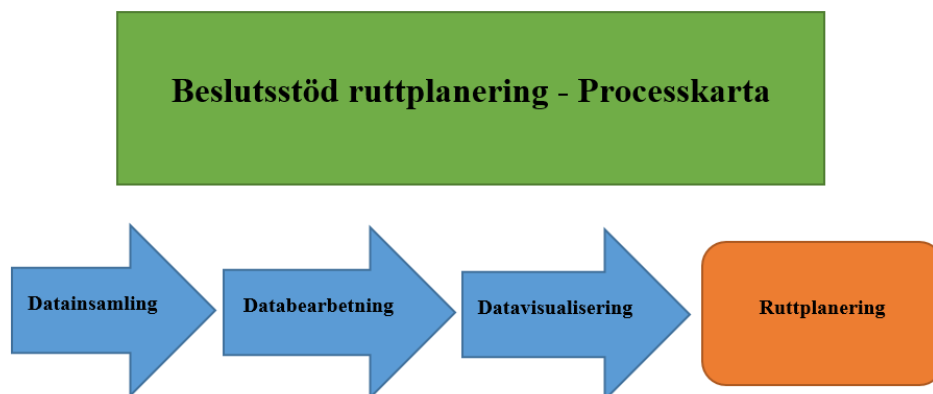 Beslutsstöd ruttplanering - Processkarta
Datainsamling
Databearbetning
Datavisualisering
Ruttplanering